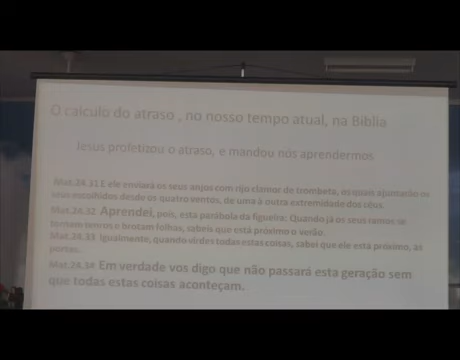 O calculo do atraso , no nosso tempo atual, na Biblia
Jesus profetizou o atraso, e mandou nós aprendermos
Mat.24.31 E ele enviará os seus anjos com rijo clamor de trombeta, os quais ajuntarão os
seus escolhidos desde os quatro ventos, de uma à outra extremidade dos céus.
Mat.24.32 Aprendei, pois, esta parábola da figueira: Quando já os seus ramos se
tornam tenros e brotam folhas, sabeis que está próximo o verão.
Mat.24.33 Igualmente, quando virdes todas estas coisas, sabei que ele está próximo, às
portas.
Mat.24.34 Em verdade vos digo que não passará esta geração sem
que todas estas coisas aconteçam.